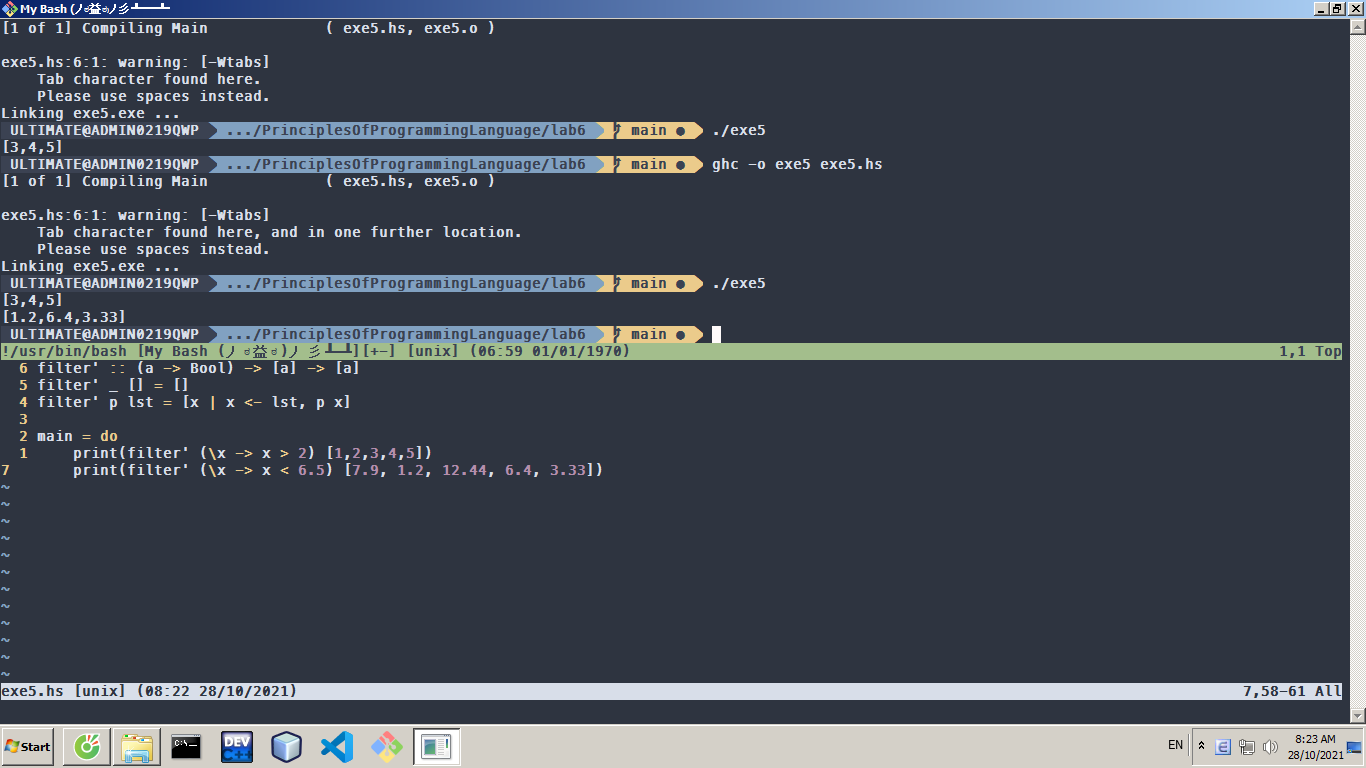 My Bash (ノಠ益ಠ)ノ彡┻━┻
[1 of 1] Compiling Main             ( exe5.hs, exe5.o )
exe5.hs:6:1: warning: [-Wtabs]
    Tab character found here.
    Please use spaces instead.
Linking exe5.exe ...
ULTIMATE@ADMIN0219QWP .../PrinciplesOfProgrammingLanguage/lab6 main ● ./exe5
[3,4,5]
ULTIMATE@ADMIN0219QWP .../PrinciplesOfProgrammingLanguage/lab6 main ● ghc -o exe5 exe5.hs
[1 of 1] Compiling Main             ( exe5.hs, exe5.o )
exe5.hs:6:1: warning: [-Wtabs]
    Tab character found here, and in one further location.
    Please use spaces instead.
Linking exe5.exe ...
ULTIMATE@ADMIN0219QWP .../PrinciplesOfProgrammingLanguage/lab6 main ● ./exe5
[3,4,5]
[1.2,6.4,3.33]
ULTIMATE@ADMIN0219QWP .../PrinciplesOfProgrammingLanguage/lab6 main ●
!/usr/bin/bash [My Bash (ノಠ益ಠ)ノ彡┻━┻][+-] [unix] (06:59 01/01/1970) 1,1 Top
  6 filter' :: (a -> Bool) -> [a] -> [a]
  5 filter' _ [] = []
  4 filter' p lst = [x | x <- lst, p x]
  3
  2 main = do
  1     print(filter' (\x -> x > 2) [1,2,3,4,5])
7       print(filter' (\x -> x < 6.5) [7.9, 1.2, 12.44, 6.4, 3.33])
~
~
~
~
~
~
~
~
~
~
~
~
exe5.hs [unix] (08:22 28/10/2021) 7,58-61 All
Start
C:\
DEV
C++
EN
8:23 AM
28/10/2021